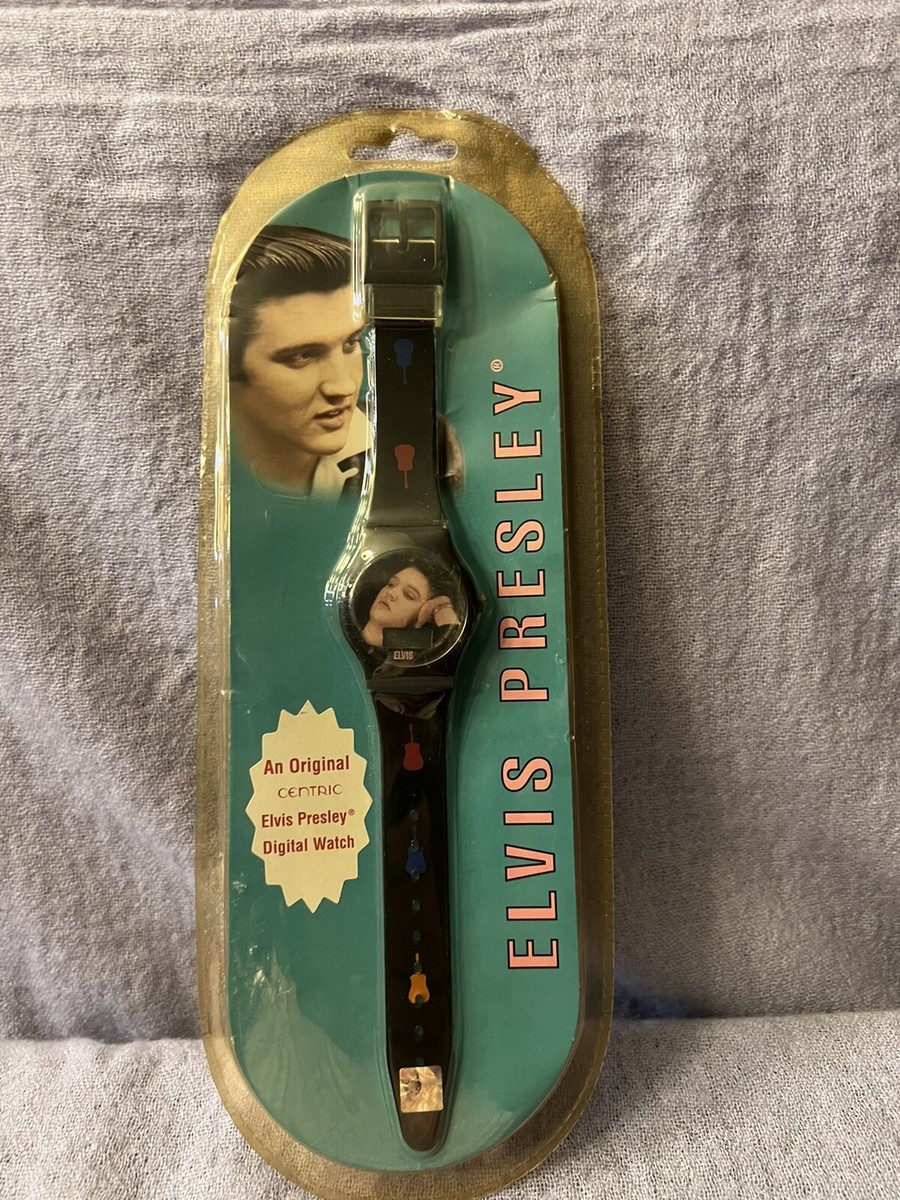 An Original
CENTRIC
Elvis Presley®
Digital Watch
ELVIS PRESLEY®
ELVIS